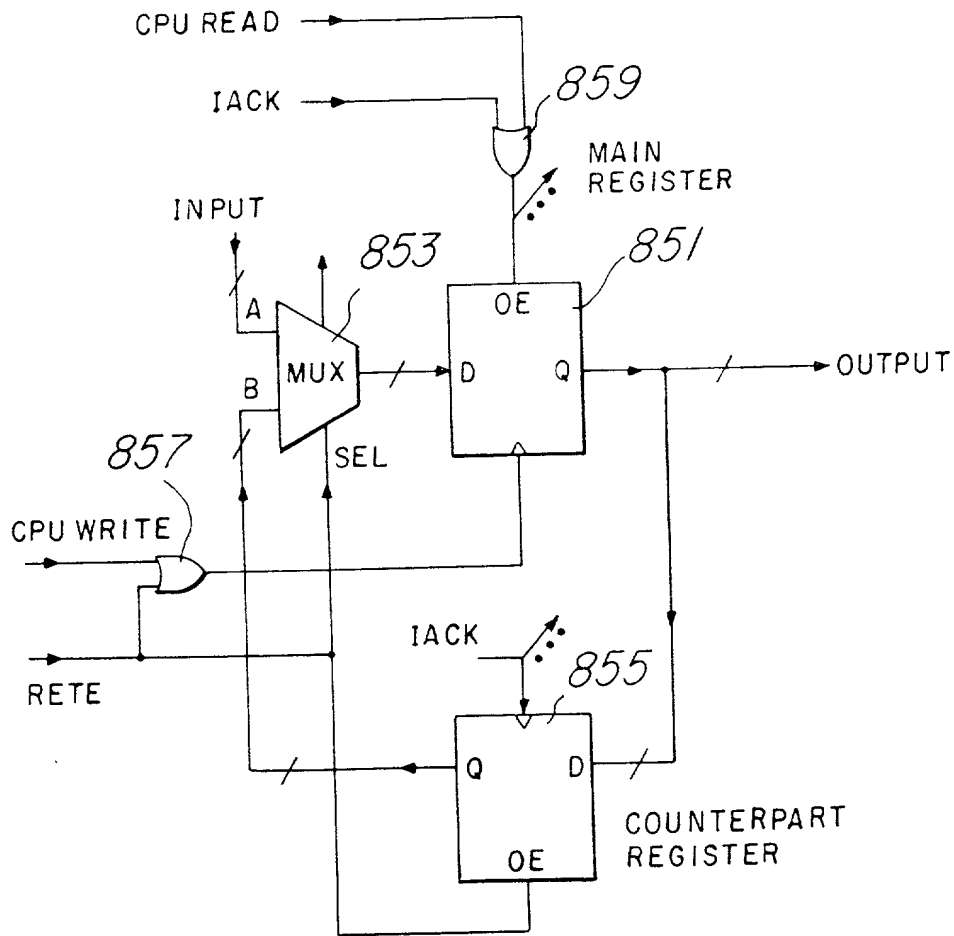 CPU READ
IACK
859
MAIN
REGISTER
INPUT
853
851
A
OE
MUX
D
Q
OUTPUT
B
SEL
857
CPU WRITE
IACK
RETE
855
Q
D
COUNTERPART
REGISTER
OE